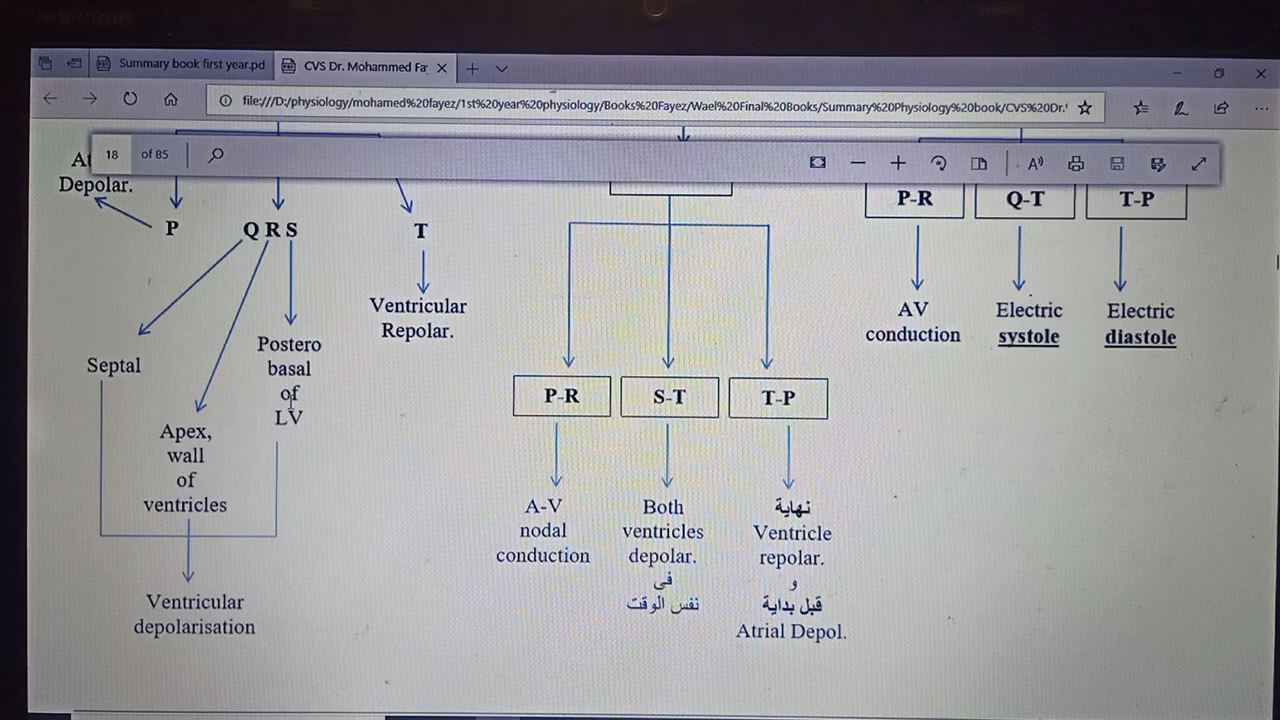 INSPIRON
Summary book first year.pd
CVS Dr. Mohammed Fa
file:///D:/physiology/mohamed%20fayez/1st%20year%20physiology/Books%20Fayez/Wael%20Final%20Books/Summary%20Physiology%20book/CVS%20Dr.
18 of 85
Depolar.
P
Q R S
T
Ventricular
Repolar.
Septal
Apex,
wall
of
ventricles
Postero
basal
of
LV
Ventricular
depolarisation
P-R
S-T
T-P
A-V
nodal
conduction
Both
ventricles
depolar.
فى
نفس الوقت
نهاية
Ventricle
repolar.
و
قبل بداية
Atrial Depol.
P-R
Q-T
T-P
AV
conduction
Electric
systole
Electric
diastole